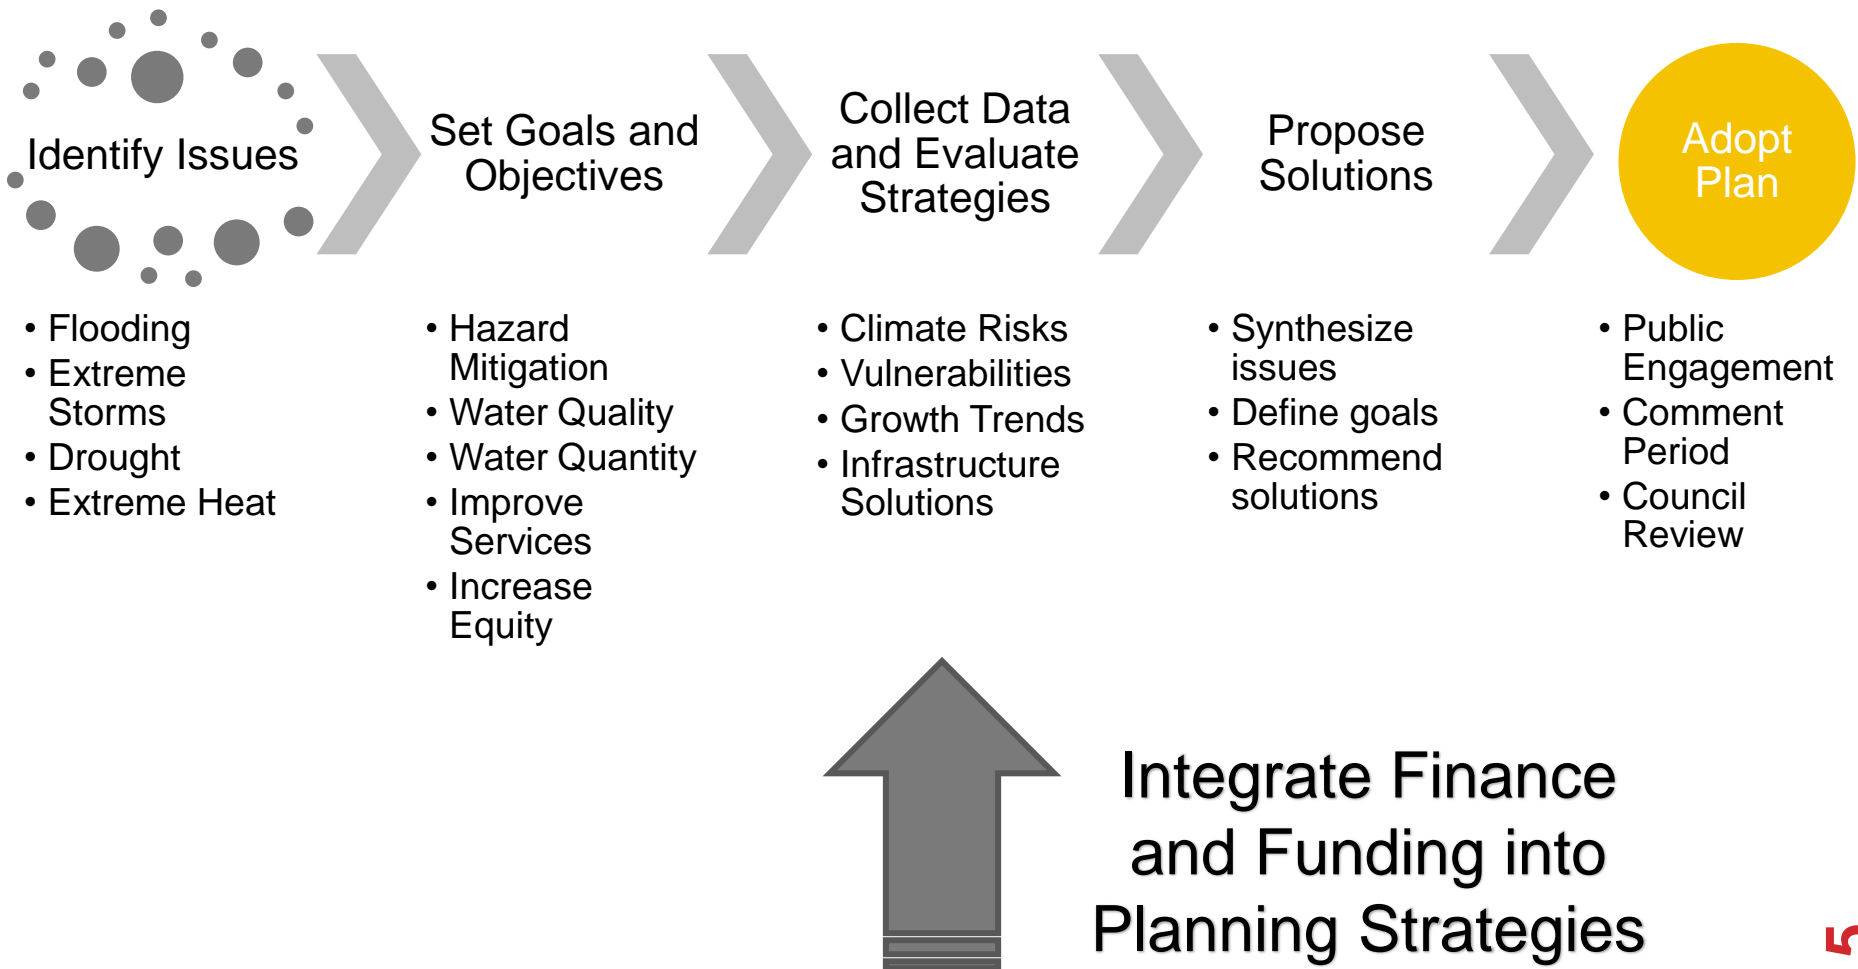 Identify Issues
Set Goals and
Objectives
Collect Data
and Evaluate
Strategies
Propose
Solutions
Adopt
Plan
• Flooding
• Extreme
Storms
• Drought
• Extreme Heat
• Hazard
Mitigation
• Water Quality
• Water Quantity
• Improve
Services
• Increase
Equity
• Climate Risks
• Vulnerabilities
• Growth Trends
• Infrastructure
Solutions
• Synthesize
issues
• Define goals
• Recommend
solutions
• Public
Engagement
• Comment
Period
• Council
Review
Integrate Finance
and Funding into
Planning Strategies
5